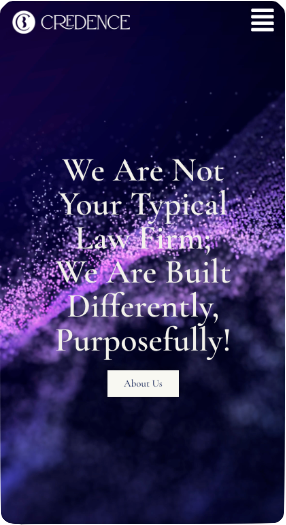 CREDENCE
We Are Not
Your Typical
Law Firm;
We Are Built
Differently,
Purposefully!
About Us